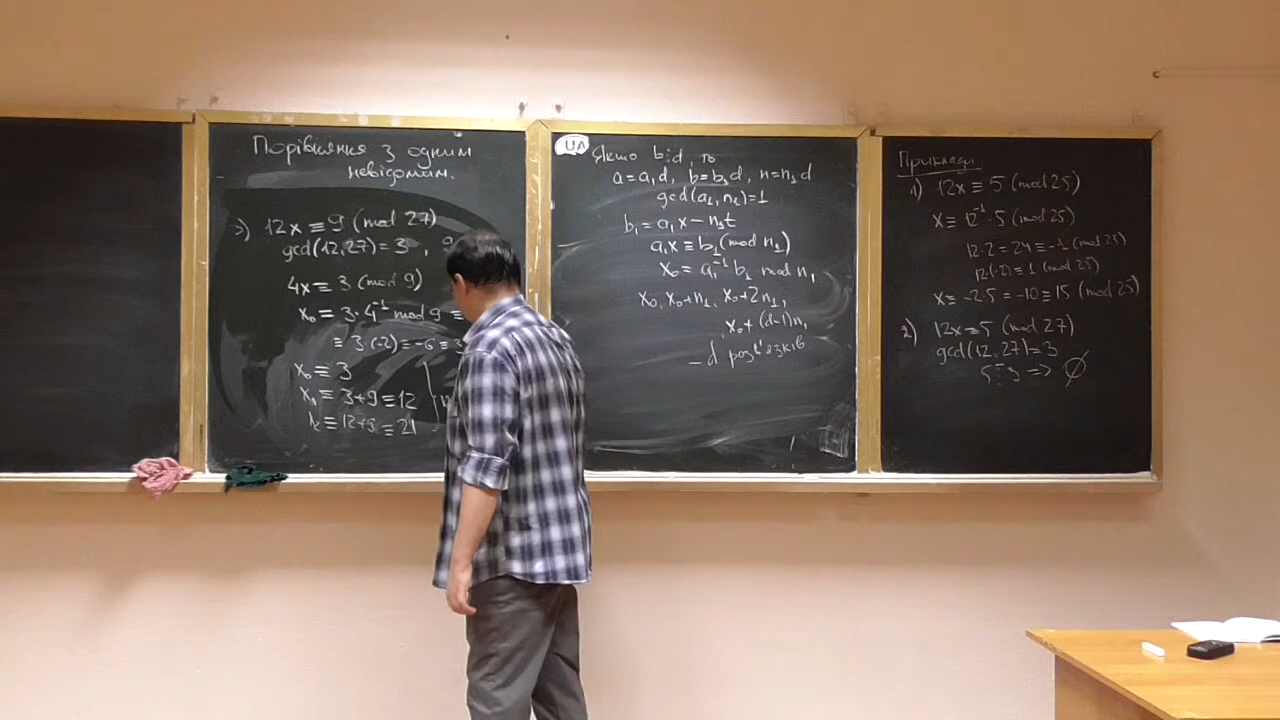 Порівняння з одним
невідомим.
3) 12x ≡ 9 (mod 27)
gcd(12,27) = 3 , 9
4x ≡ 3 (mod 9)
x₀ = 3·4⁻¹ mod 9 ≡
≡ 3·(-2) = -6 ≡ 3
x₀ ≡ 3
x₁ ≡ 3+9 ≡ 12
x₂ ≡ 12+9 ≡ 21
UA
Якщо b⋮d, то
a = a₁d, b = b₁d, n = n₁d
gcd(a₁, n₁) = 1
b₁ = a₁x - n₁t
a₁x ≡ b₁ (mod n₁)
x₀ = a₁⁻¹ b₁ mod n₁
x₀, x₀+n₁, x₀+2n₁,
x₀+(d-1)n₁
- d розв'язків
Приклади
1) 12x ≡ 5 (mod 25)
x ≡ 12⁻¹·5 (mod 25)
12·2 = 24 ≡ -1 (mod 25)
12·(-2) ≡ 1 (mod 25)
x ≡ -2·5 = -10 ≡ 15 (mod 25)
2) 12x ≡ 5 (mod 27)
gcd(12,27) = 3
5⋮3 => ∅